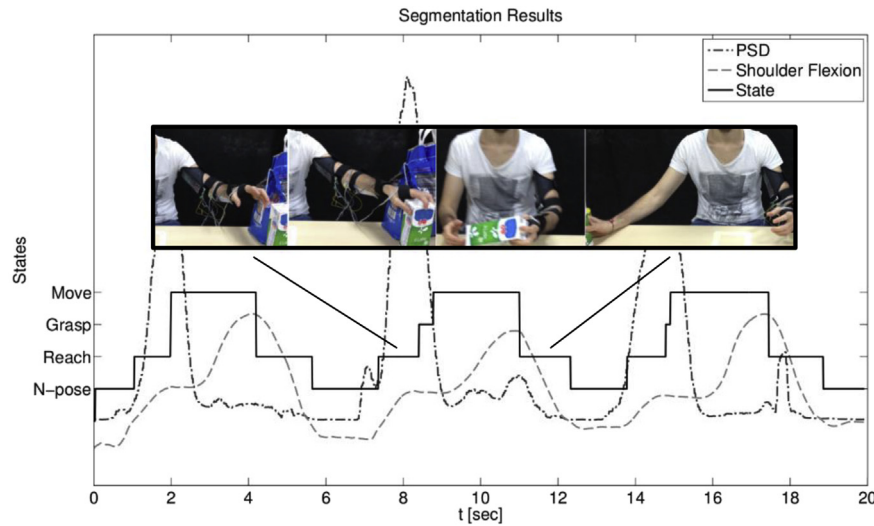 Segmentation Results
PSD
Shoulder Flexion
State
States
Move
Grasp
Reach
N-pose
0 2 4 6 8 10 12 14 16 18 20
t [sec]